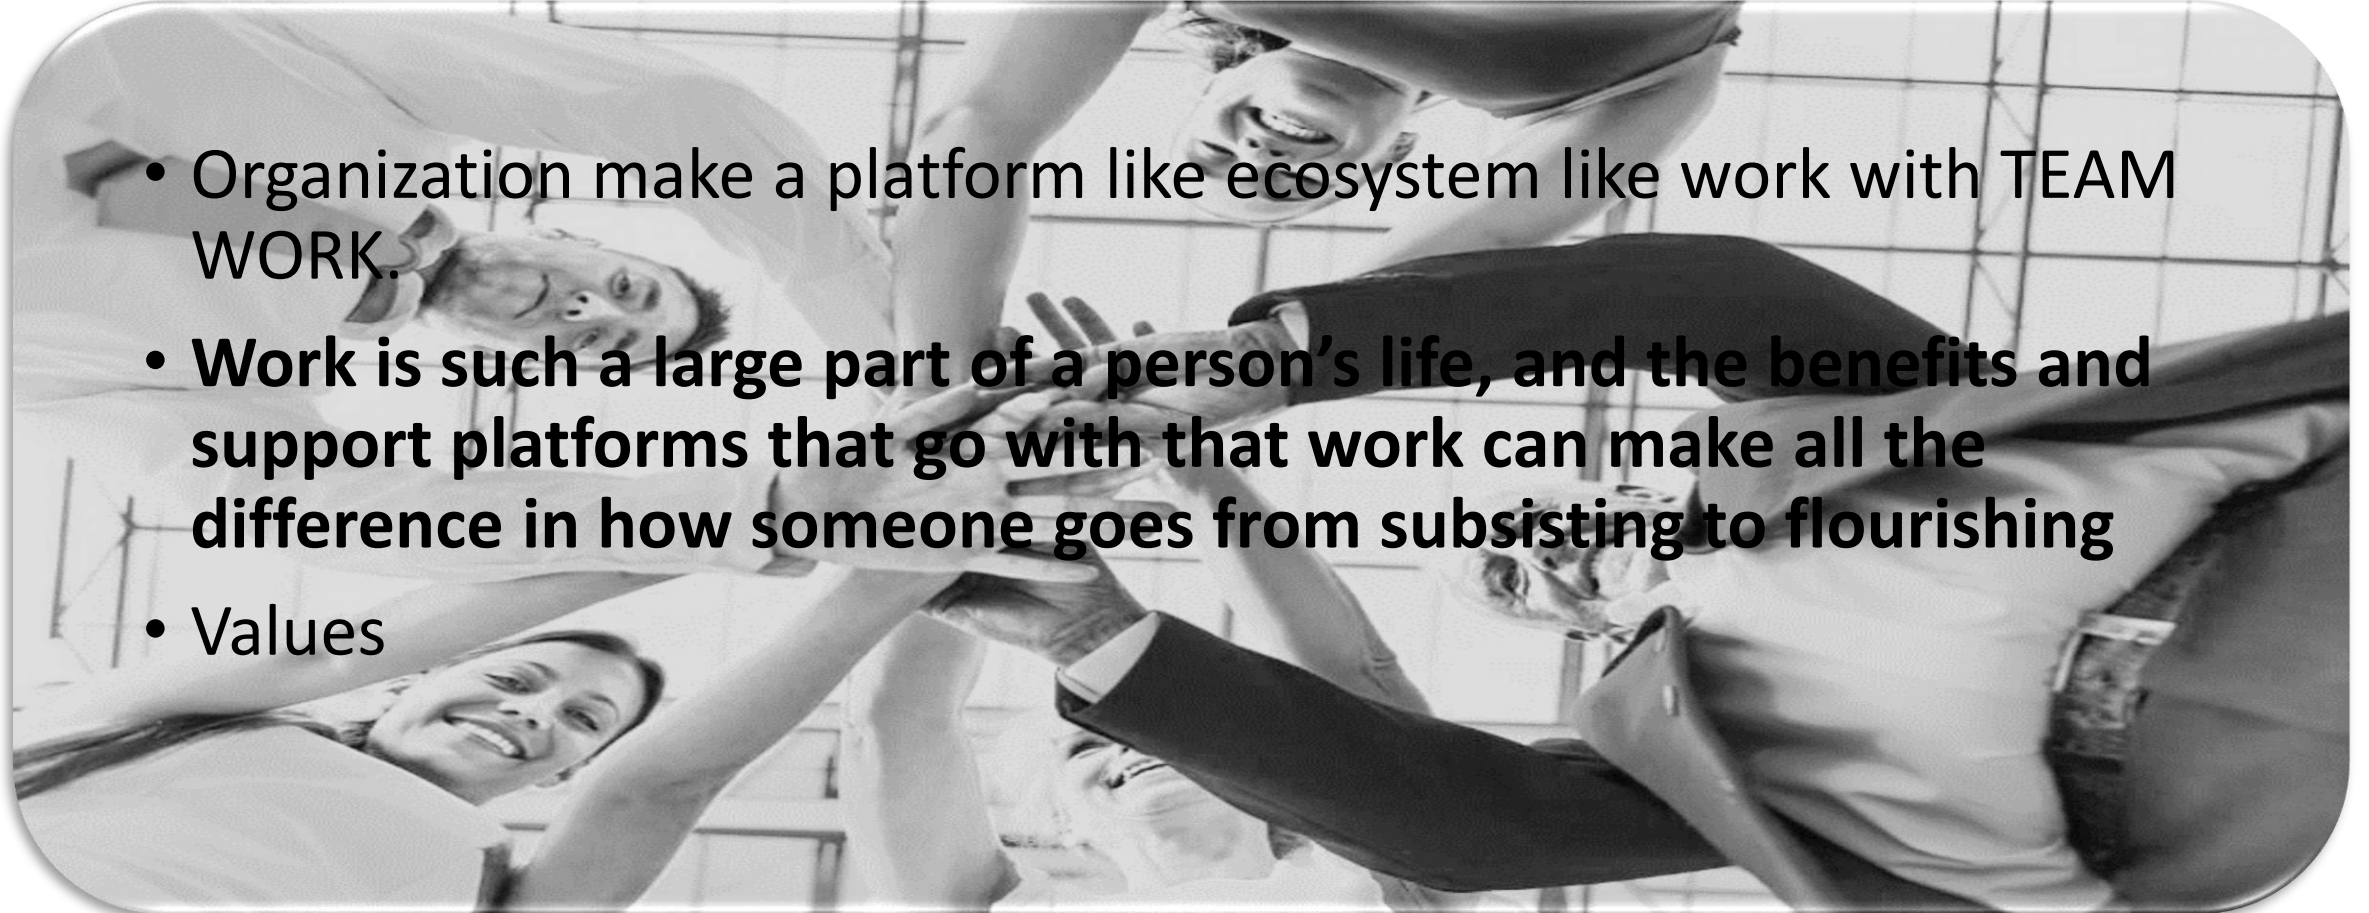 • Organization make a platform like ecosystem like work with TEAM
WORK.
• Work is such a large part of a person’s life, and the benefits and
support platforms that go with that work can make all the
difference in how someone goes from subsisting to flourishing
• Values